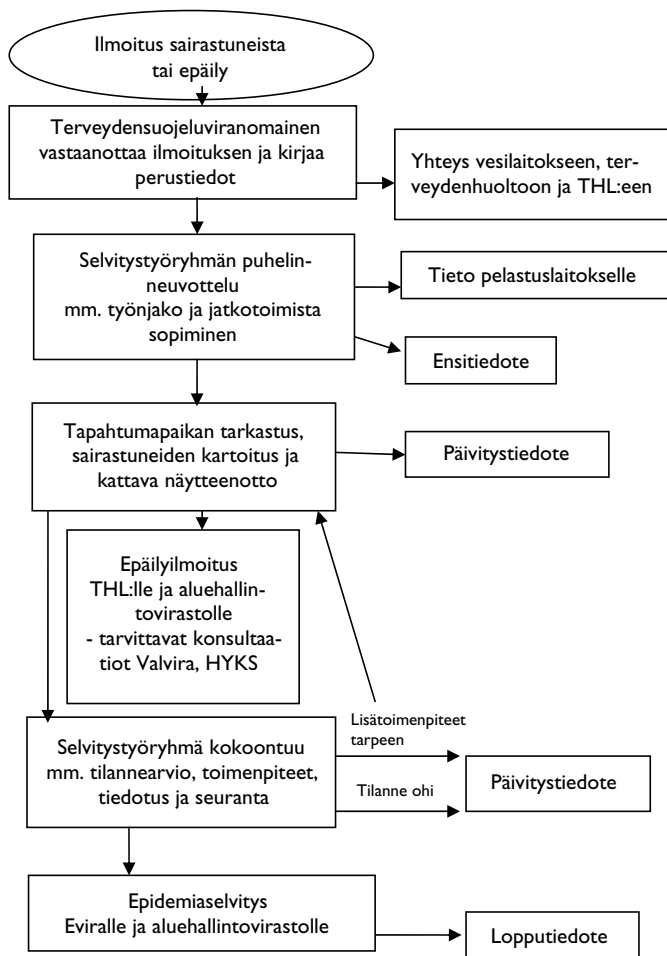 Ilmoitus sairastuneista
tai epäily
Terveydensuojeluviranomainen
vastaanottaa ilmoituksen ja kirjaa
perustiedot
Yhteys vesilaitokseen, ter-
veydenhuoltoon ja THL:een
Selvitystyöryhmän puhelin-
neuvottelu
mm. työnjako ja jatkotoimista
sopiminen
Tieto pelastuslaitokselle
Ensitiedote
Tapahtumapaikan tarkastus,
sairastuneiden kartoitus ja
kattava näytteenotto
Päivitystiedote
Epäilyilmoitus
THL:lle ja aluehallin-
tovirastolle
- tarvittavat konsultaa-
tiot Valvira, HYKS
Lisätoimenpiteet
tarpeen
Selvitystyöryhmä kokoontuu
mm. tilannearvio, toimenpiteet,
tiedotus ja seuranta
Tilanne ohi
Päivitystiedote
Epidemiaselvitys
Eviralle ja aluehallintovirastolle
Lopputiedote